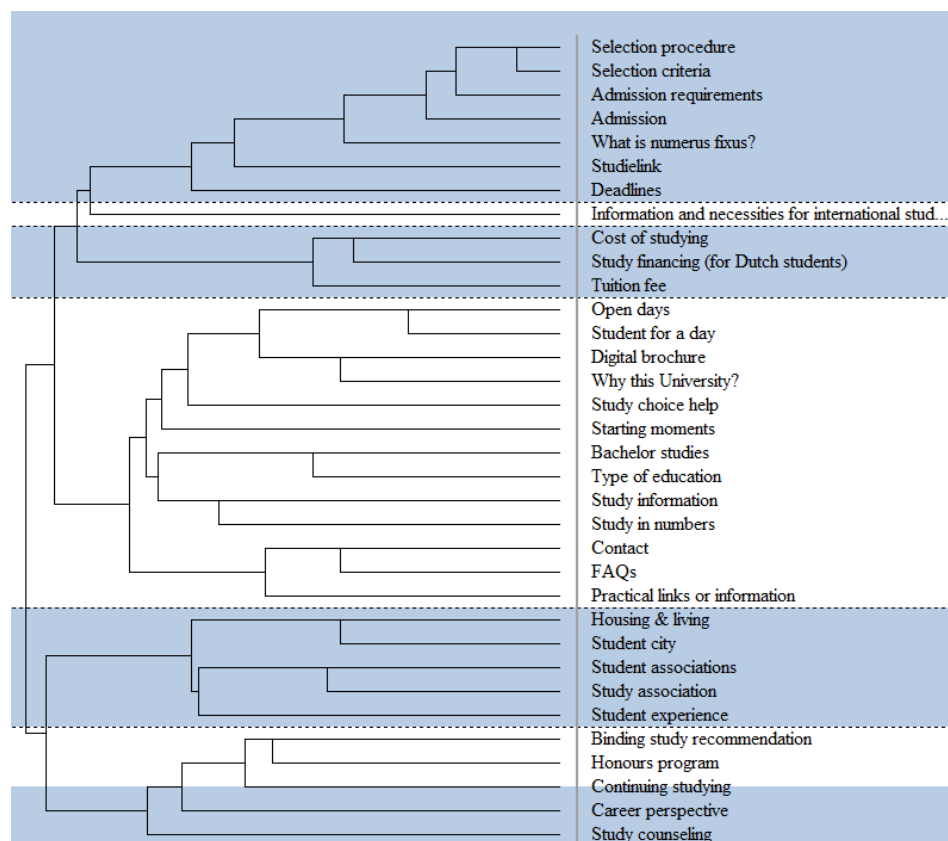 Selection procedure
Selection criteria
Admission requirements
Admission
What is numerus fixus?
Studielink
Deadlines
Information and necessities for international stud...
Cost of studying
Study financing (for Dutch students)
Tuition fee
Open days
Student for a day
Digital brochure
Why this University?
Study choice help
Starting moments
Bachelor studies
Type of education
Study information
Study in numbers
Contact
FAQs
Practical links or information
Housing & living
Student city
Student associations
Study association
Student experience
Binding study recommendation
Honours program
Continuing studying
Career perspective
Study counseling